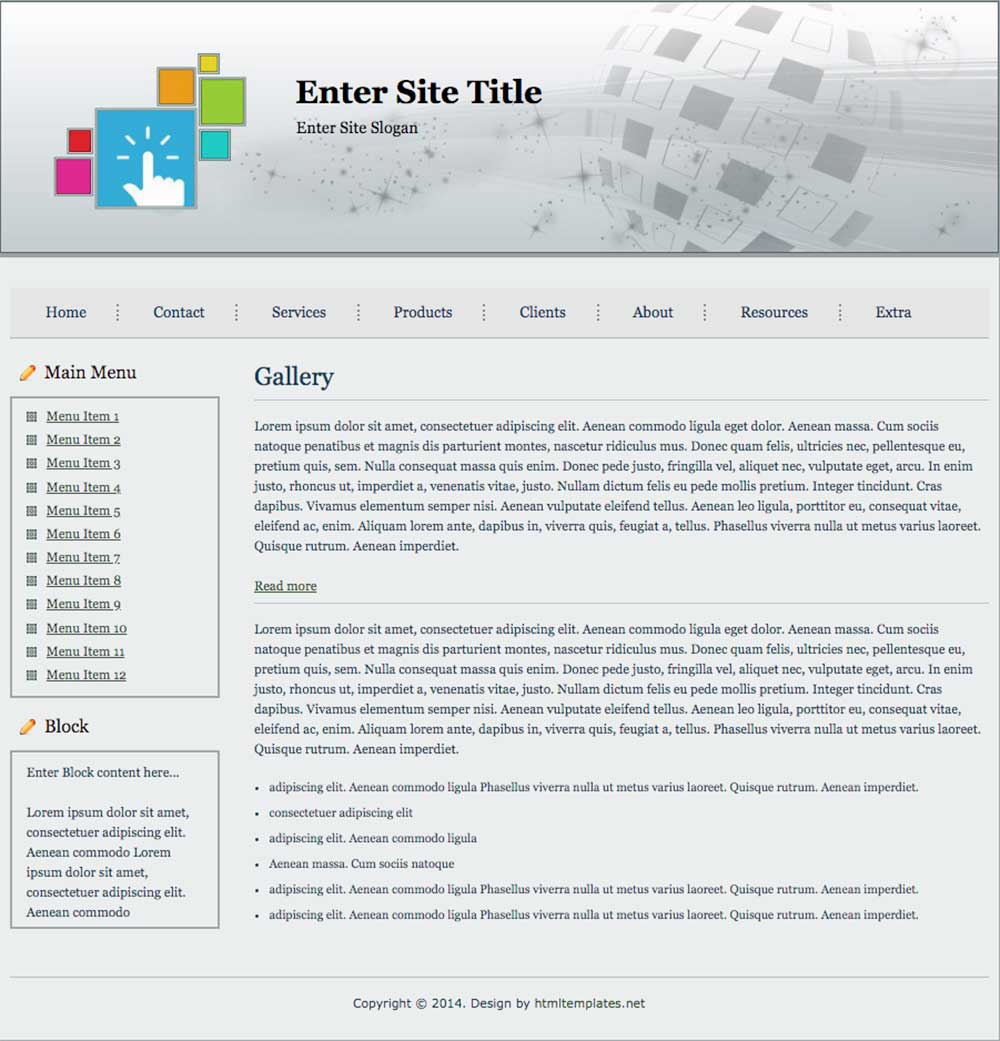 Enter Site Title
Enter Site Slogan
Home Contact Services Products Clients About Resources Extra
Main Menu
Menu Item 1
Menu Item 2
Menu Item 3
Menu Item 4
Menu Item 5
Menu Item 6
Menu Item 7
Menu Item 8
Menu Item 9
Menu Item 10
Menu Item 11
Menu Item 12
Block
Enter Block content here...
Lorem ipsum dolor sit amet,
consectetuer adipiscing elit.
Aenean commodo Lorem
ipsum dolor sit amet,
consectetuer adipiscing elit.
Aenean commodo
Gallery
Lorem ipsum dolor sit amet, consectetuer adipiscing elit. Aenean commodo ligula eget dolor. Aenean massa. Cum sociis
natoque penatibus et magnis dis parturient montes, nascetur ridiculus mus. Donec quam felis, ultricies nec, pellentesque eu,
pretium quis, sem. Nulla consequat massa quis enim. Donec pede justo, fringilla vel, aliquet nec, vulputate eget, arcu. In enim
justo, rhoncus ut, imperdiet a, venenatis vitae, justo. Nullam dictum felis eu pede mollis pretium. Integer tincidunt. Cras
dapibus. Vivamus elementum semper nisi. Aenean vulputate eleifend tellus. Aenean leo ligula, porttitor eu, consequat vitae,
eleifend ac, enim. Aliquam lorem ante, dapibus in, viverra quis, feugiat a, tellus. Phasellus viverra nulla ut metus varius laoreet.
Quisque rutrum. Aenean imperdiet.
Read more
Lorem ipsum dolor sit amet, consectetuer adipiscing elit. Aenean commodo ligula eget dolor. Aenean massa. Cum sociis
natoque penatibus et magnis dis parturient montes, nascetur ridiculus mus. Donec quam felis, ultricies nec, pellentesque eu,
pretium quis, sem. Nulla consequat massa quis enim. Donec pede justo, fringilla vel, aliquet nec, vulputate eget, arcu. In enim
justo, rhoncus ut, imperdiet a, venenatis vitae, justo. Nullam dictum felis eu pede mollis pretium. Integer tincidunt. Cras
dapibus. Vivamus elementum semper nisi. Aenean vulputate eleifend tellus. Aenean leo ligula, porttitor eu, consequat vitae,
eleifend ac, enim. Aliquam lorem ante, dapibus in, viverra quis, feugiat a, tellus. Phasellus viverra nulla ut metus varius laoreet.
Quisque rutrum. Aenean imperdiet.
• adipiscing elit. Aenean commodo ligula Phasellus viverra nulla ut metus varius laoreet. Quisque rutrum. Aenean imperdiet.
• consectetuer adipiscing elit
• adipiscing elit. Aenean commodo ligula
• Aenean massa. Cum sociis natoque
• adipiscing elit. Aenean commodo ligula Phasellus viverra nulla ut metus varius laoreet. Quisque rutrum. Aenean imperdiet.
• adipiscing elit. Aenean commodo ligula Phasellus viverra nulla ut metus varius laoreet. Quisque rutrum. Aenean imperdiet.
Copyright © 2014. Design by htmltemplates.net